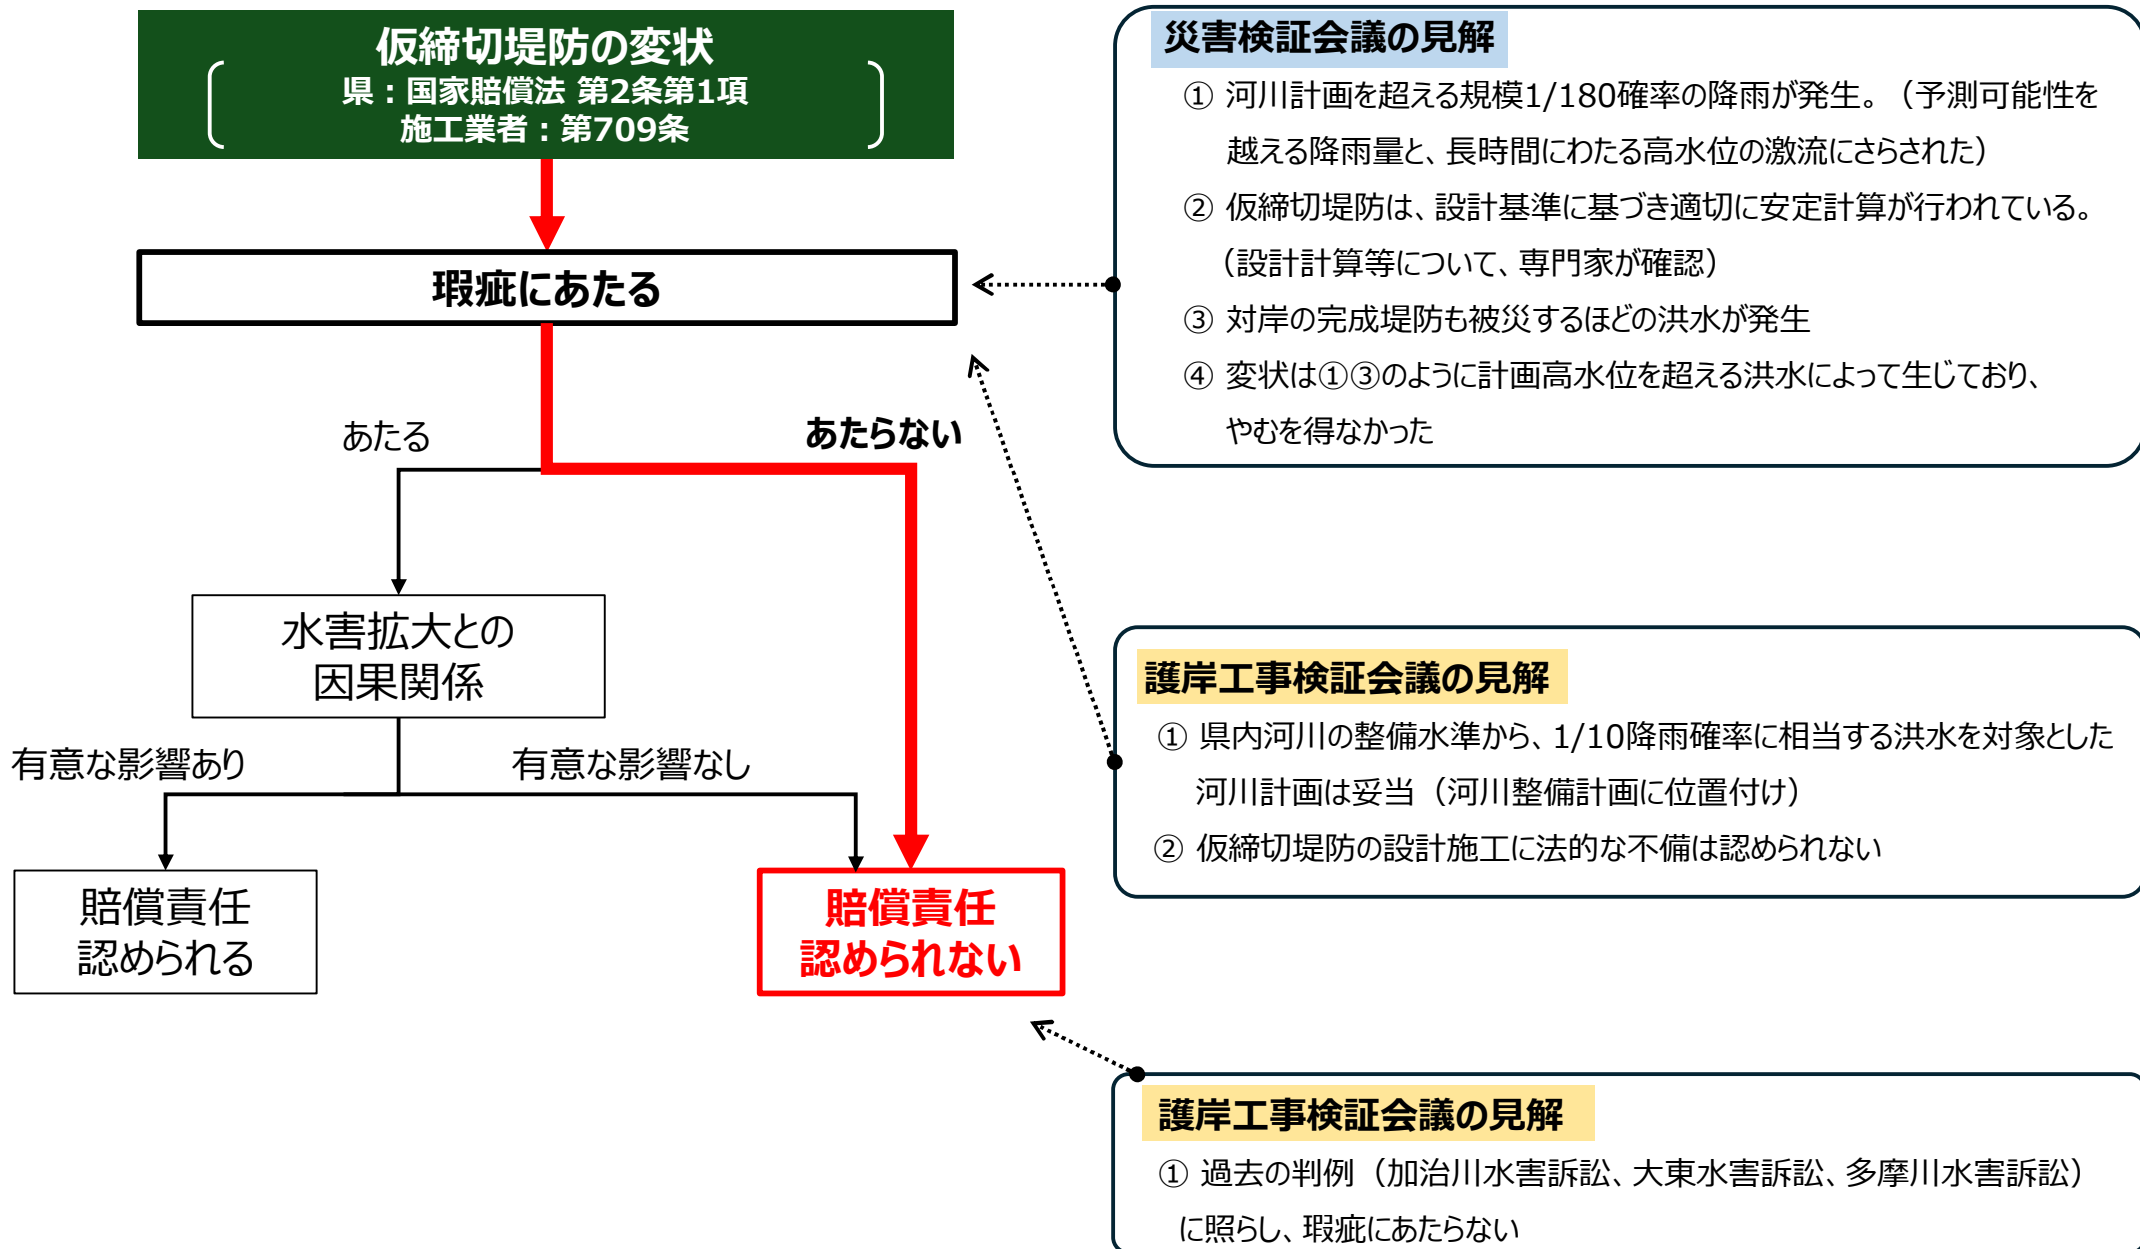 仮締切堤防の変状
県：国家賠償法 第2条第1項
施工業者：第709条
瑕疵にあたる
あたる
あたらない
水害拡大との
因果関係
有意な影響あり
有意な影響なし
賠償責任
認められる
賠償責任
認められない
災害検証会議の見解
① 河川計画を超える規模1/180確率の降雨が発生。（予測可能性を
越える降雨量と、長時間にわたる高水位の激流にさらされた）
② 仮締切堤防は、設計基準に基づき適切に安定計算が行われている。
（設計計算等について、専門家が確認）
③ 対岸の完成堤防も被災するほどの洪水が発生
④ 変状は①③のように計画高水位を超える洪水によって生じており、
やむを得なかった
護岸工事検証会議の見解
① 県内河川の整備水準から、1/10降雨確率に相当する洪水を対象とした
河川計画は妥当（河川整備計画に位置付け）
② 仮締切堤防の設計施工に法的な不備は認められない
護岸工事検証会議の見解
① 過去の判例（加治川水害訴訟、大東水害訴訟、多摩川水害訴訟）
に照らし、瑕疵にあたらない